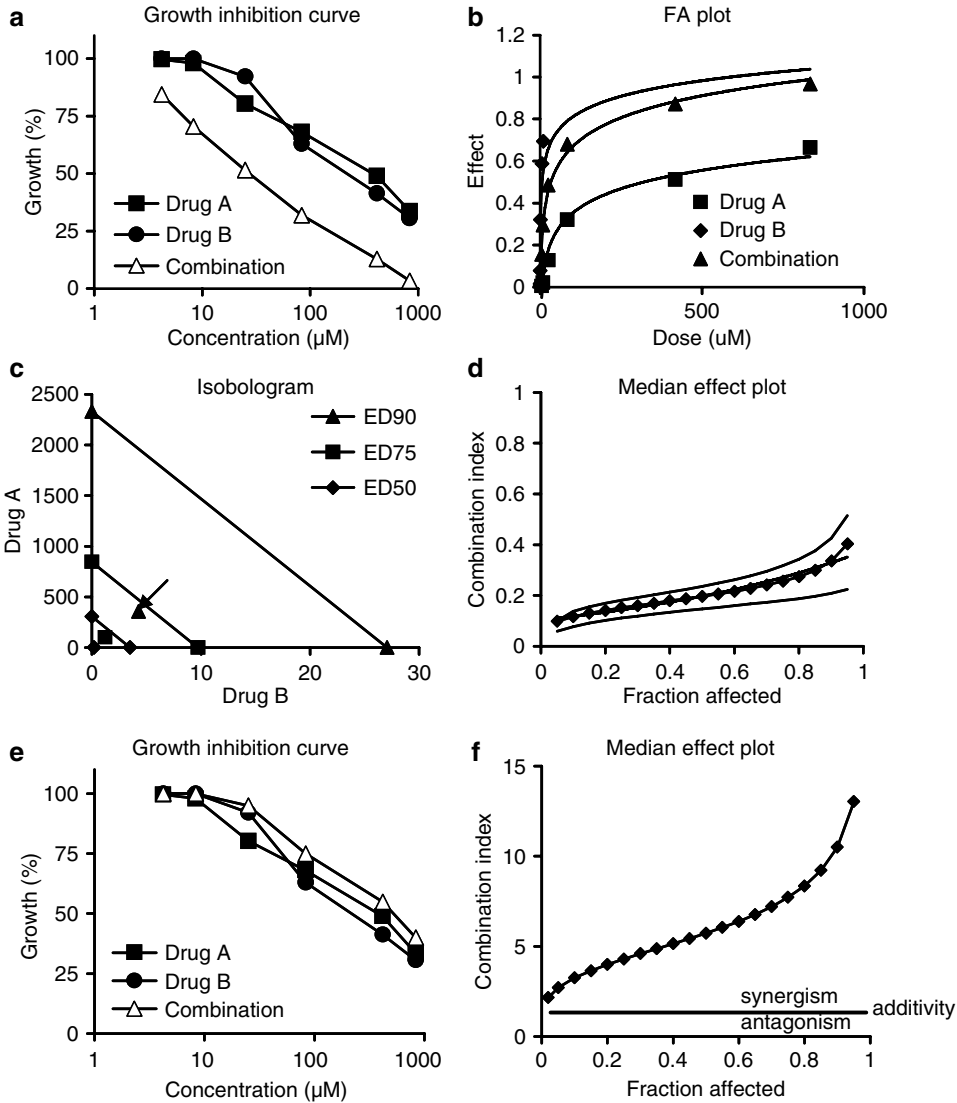 a
Growth inhibition curve
100
75
50
25
0
Growth (%)
Drug A
Drug B
Combination
1
10
100
1000
Concentration (µM)
b
FA plot
1.2
1
0.8
0.6
0.4
0.2
0
Effect
Drug A
Drug B
Combination
0
500
1000
Dose (uM)
c
Isobologram
2500
2000
1500
1000
500
0
Drug A
ED90
ED75
ED50
0
10
20
30
Drug B
d
Median effect plot
1
0.8
0.6
0.4
0.2
0
Combination index
0
0.2
0.4
0.6
0.8
1
Fraction affected
e
Growth inhibition curve
100
75
50
25
0
Growth (%)
Drug A
Drug B
Combination
1
10
100
1000
Concentration (µM)
f
Median effect plot
15
10
5
0
Combination index
synergism
additivity
antagonism
0
0.2
0.4
0.6
0.8
1
Fraction affected